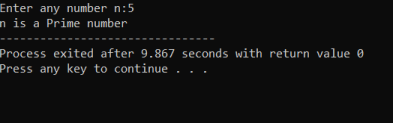 Enter any number n:5
n is a Prime number
--------------------------------
Process exited after 9.867 seconds with return value 0
Press any key to continue . . .